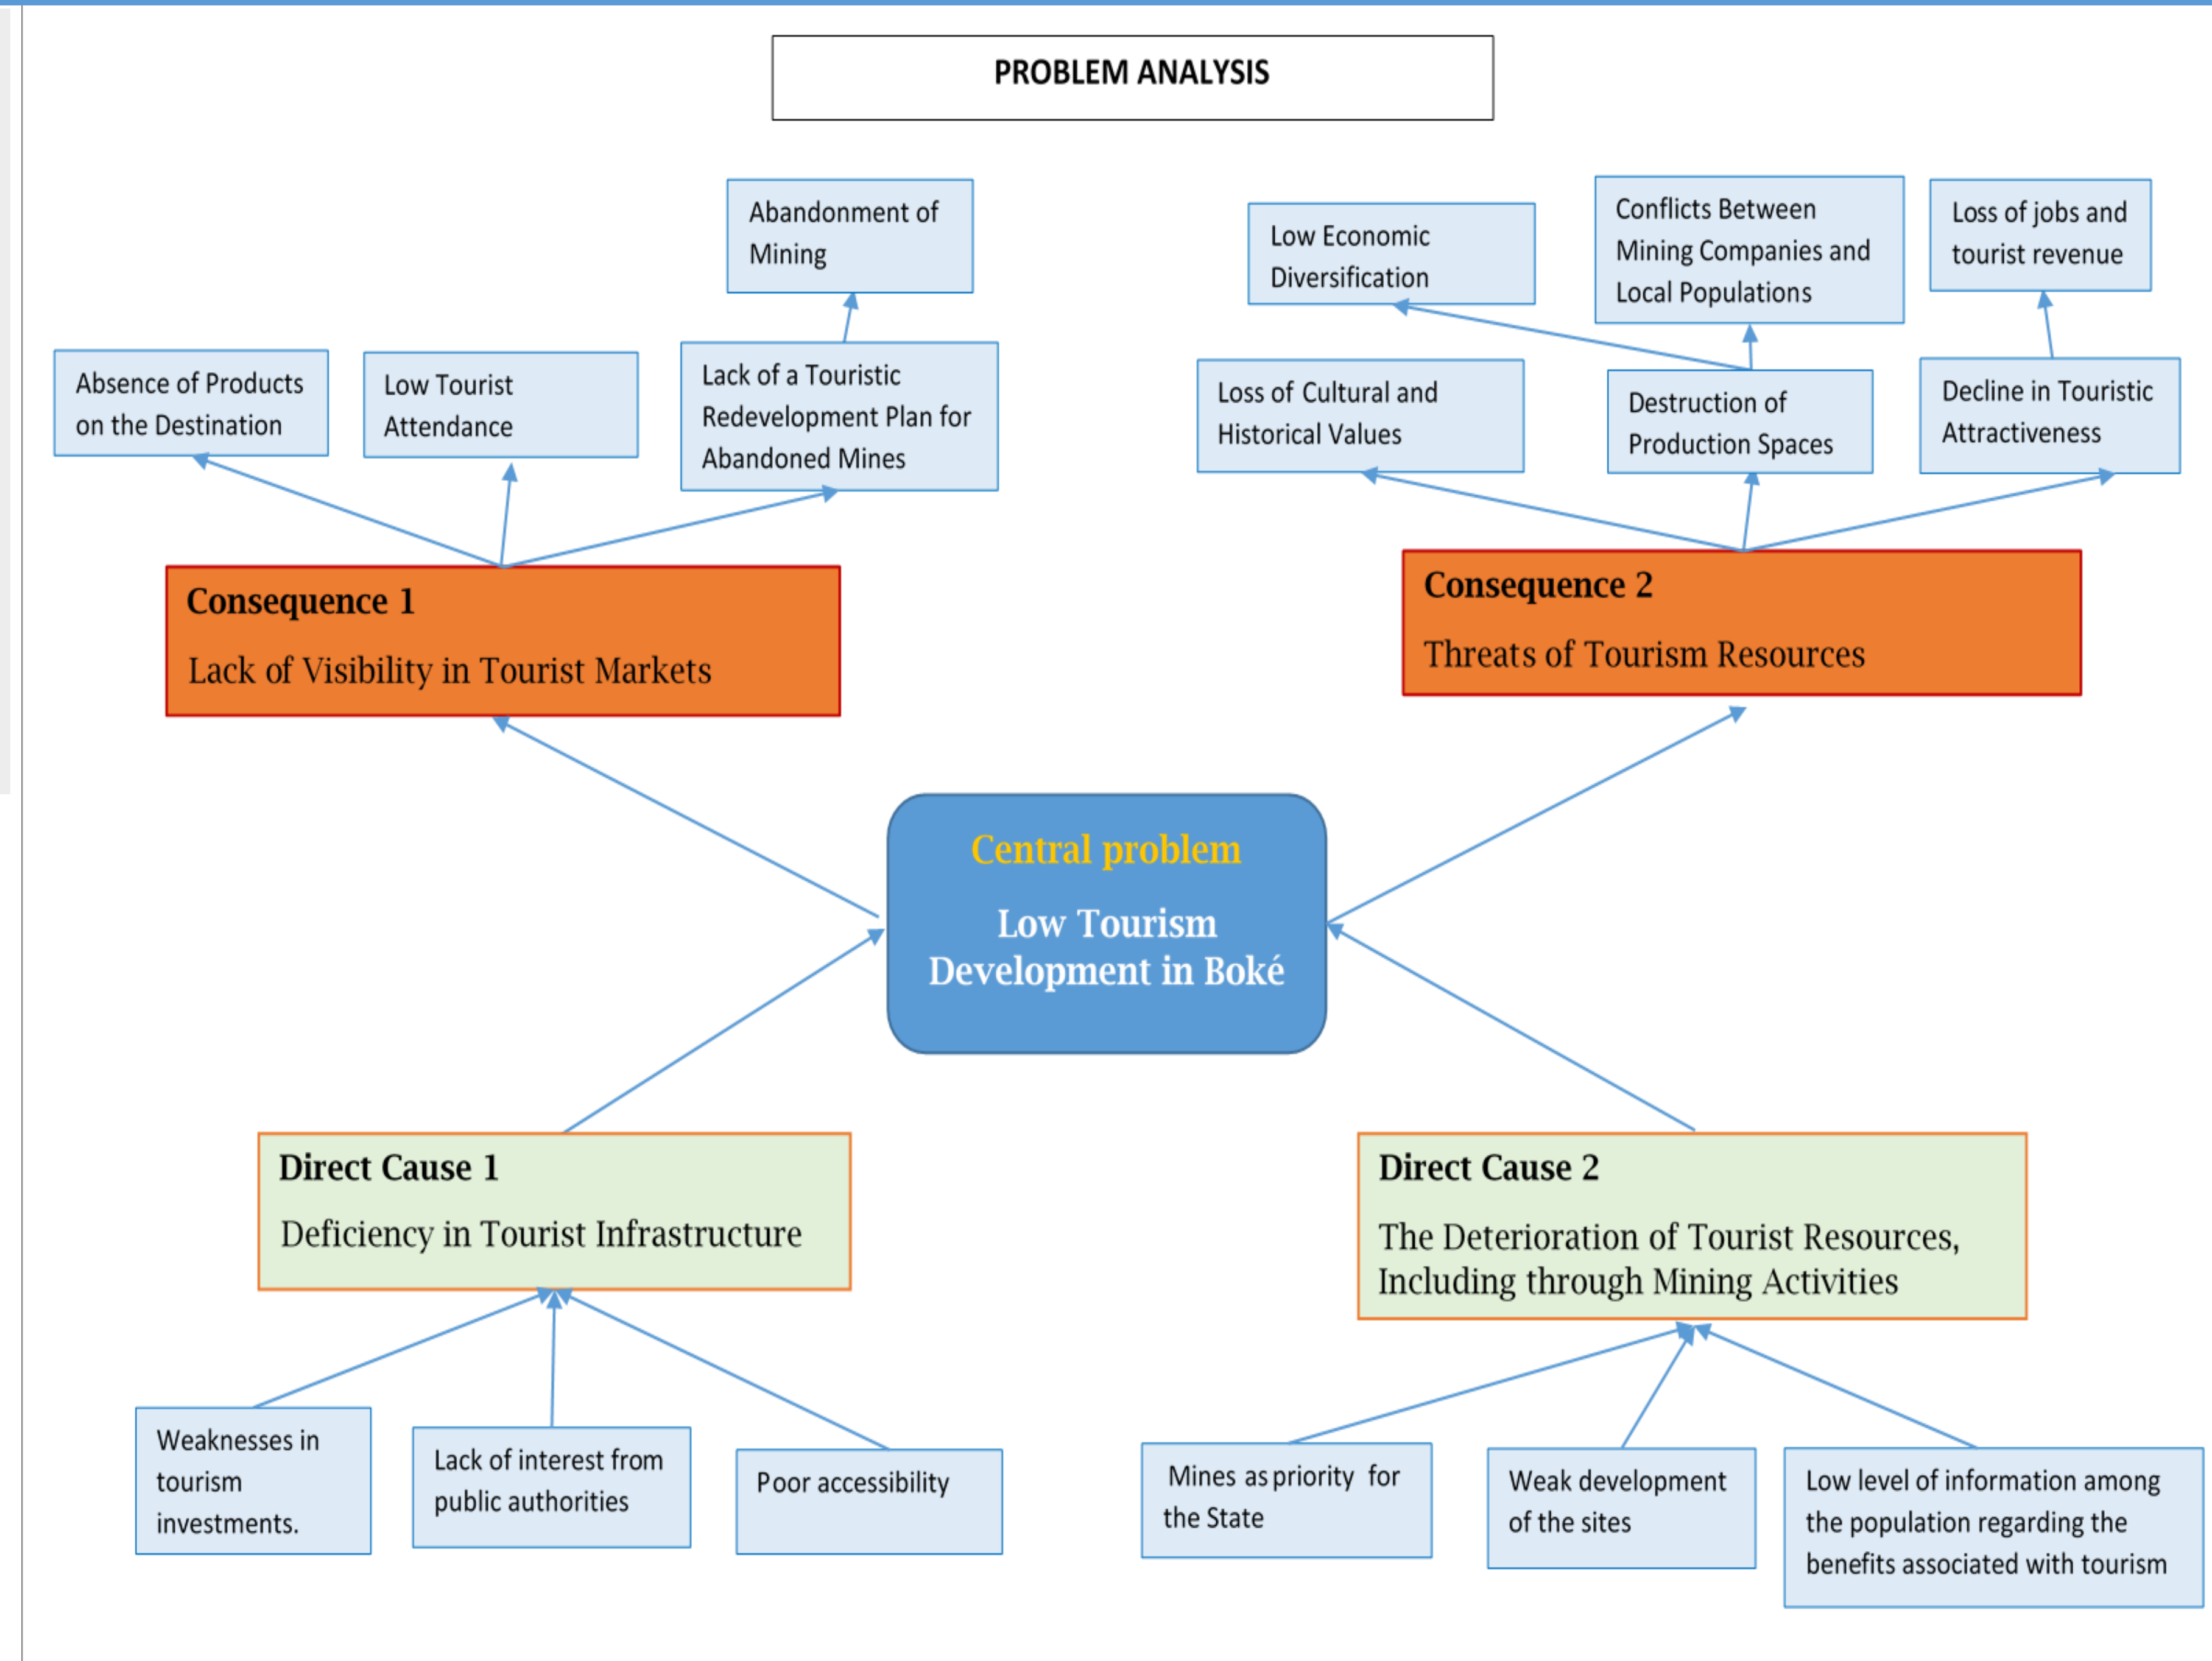 PROBLEM ANALYSIS
Abandonment of
Mining
Low Economic
Diversification
Conflicts Between
Mining Companies and
Local Populations
Loss of jobs and
tourist revenue
Absence of Products
on the Destination
Low Tourist
Attendance
Lack of a Touristic
Redevelopment Plan for
Abandoned Mines
Loss of Cultural and
Historical Values
Destruction of
Production Spaces
Decline in Touristic
Attractiveness
Consequence 1
Lack of Visibility in Tourist Markets
Consequence 2
Threats of Tourism Resources
Central problem
Low Tourism
Development in Boké
Direct Cause 1
Deficiency in Tourist Infrastructure
Direct Cause 2
The Deterioration of Tourist Resources,
Including through Mining Activities
Weaknesses in
tourism
investments.
Lack of interest from
public authorities
Poor accessibility
Mines as priority for
the State
Weak development
of the sites
Low level of information among
the population regarding the
benefits associated with tourism